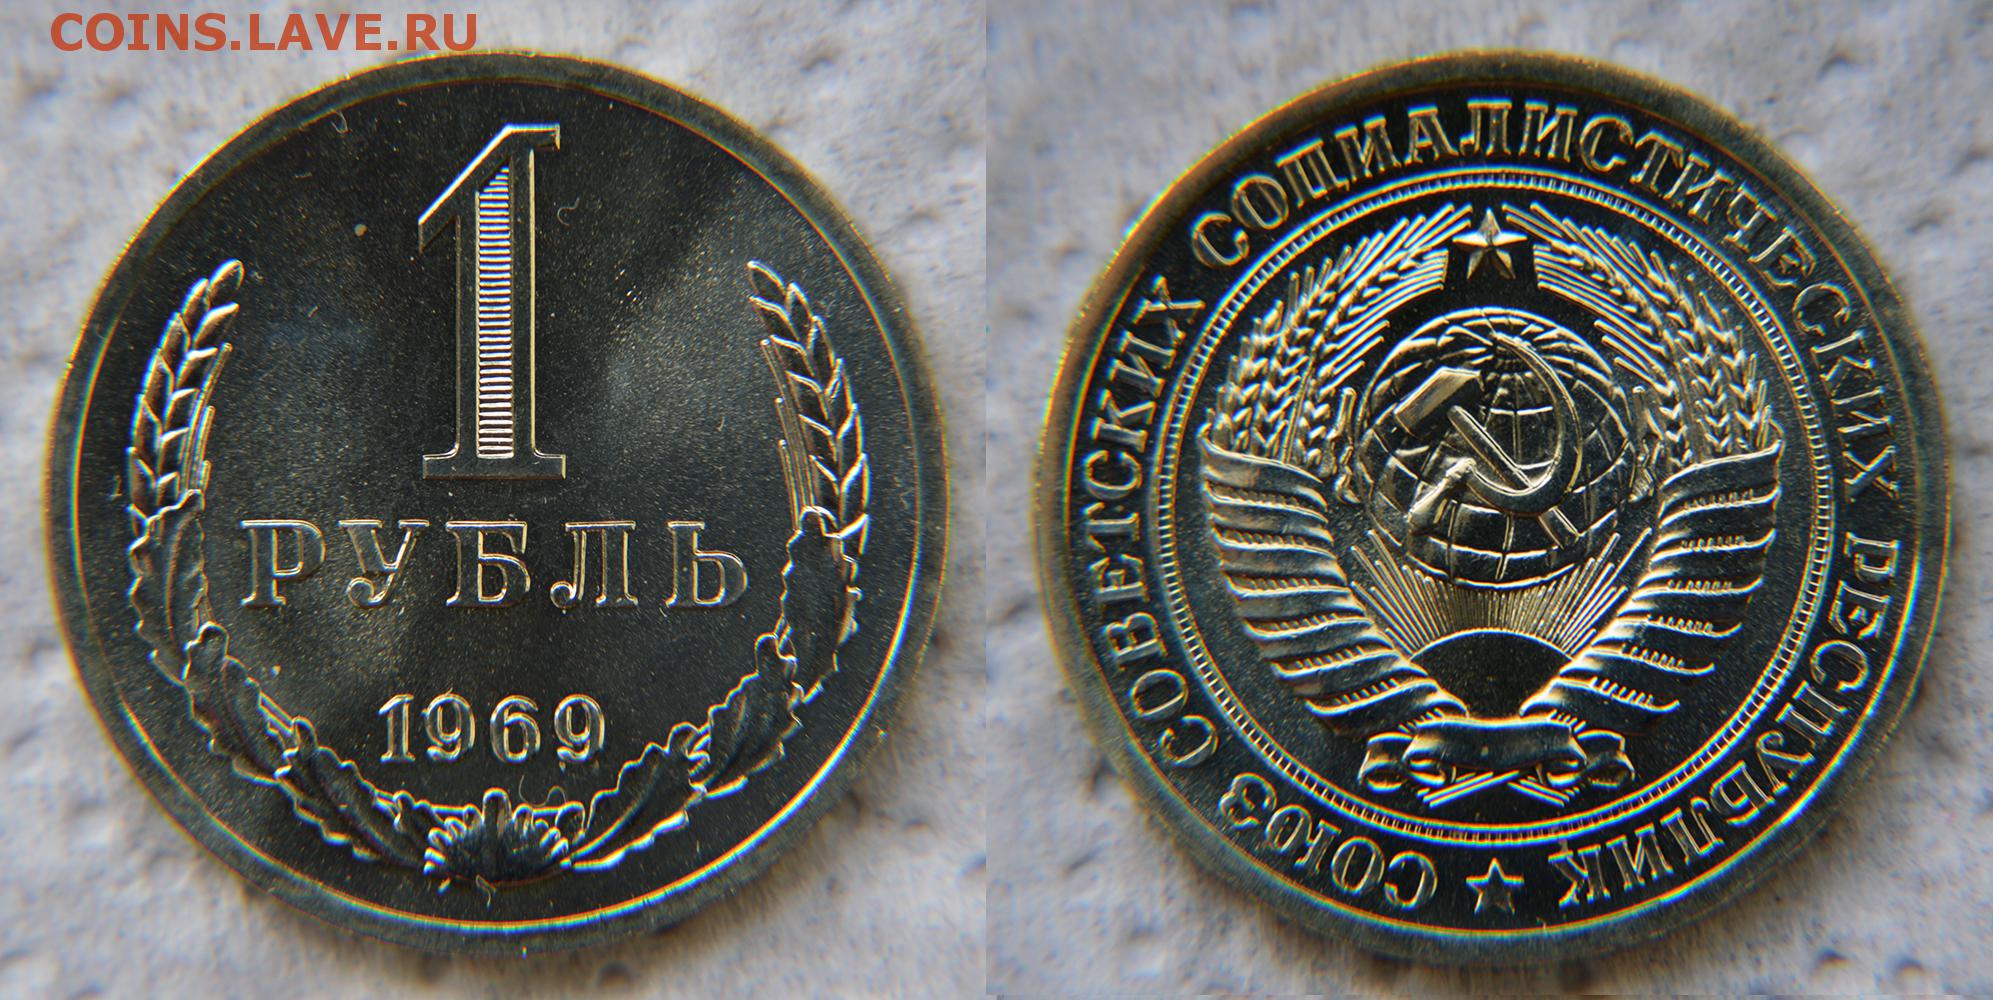 COINS.LAVE.RU
1
РУБЛЬ
1969
СОЮЗ СОВЕТСКИХ СОЦИАЛИСТИЧЕСКИХ РЕСПУБЛИК